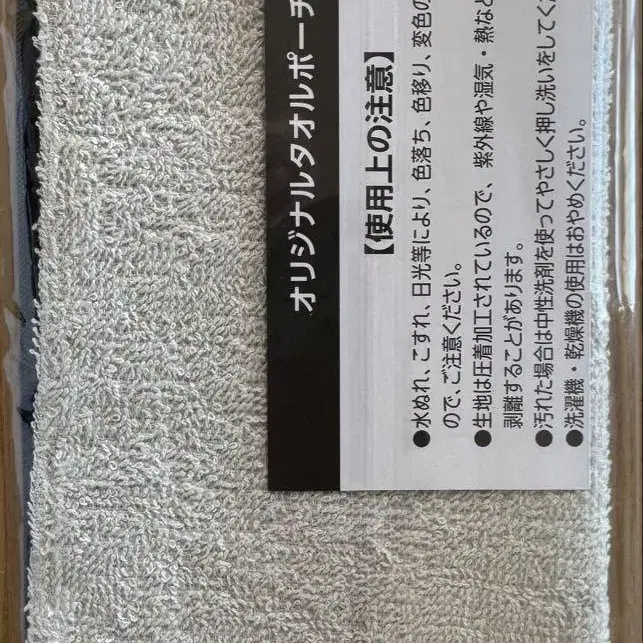 オリジナルタオルポーチ
【使用上の注意】
●水ぬれ、こすれ、日光等により、色落ち、色移り、変色の
ので、ご注意ください。
●生地は圧着加工されているので、紫外線や湿気・熱など
剥離することがあります。
●汚れた場合は中性洗剤を使ってやさしく押し洗いをしてく
●洗濯機・乾燥機の使用はおやめください。